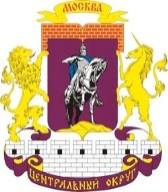 МОСКВА
ЦЕНТРАЛЬНЫЙ ОКРУГ